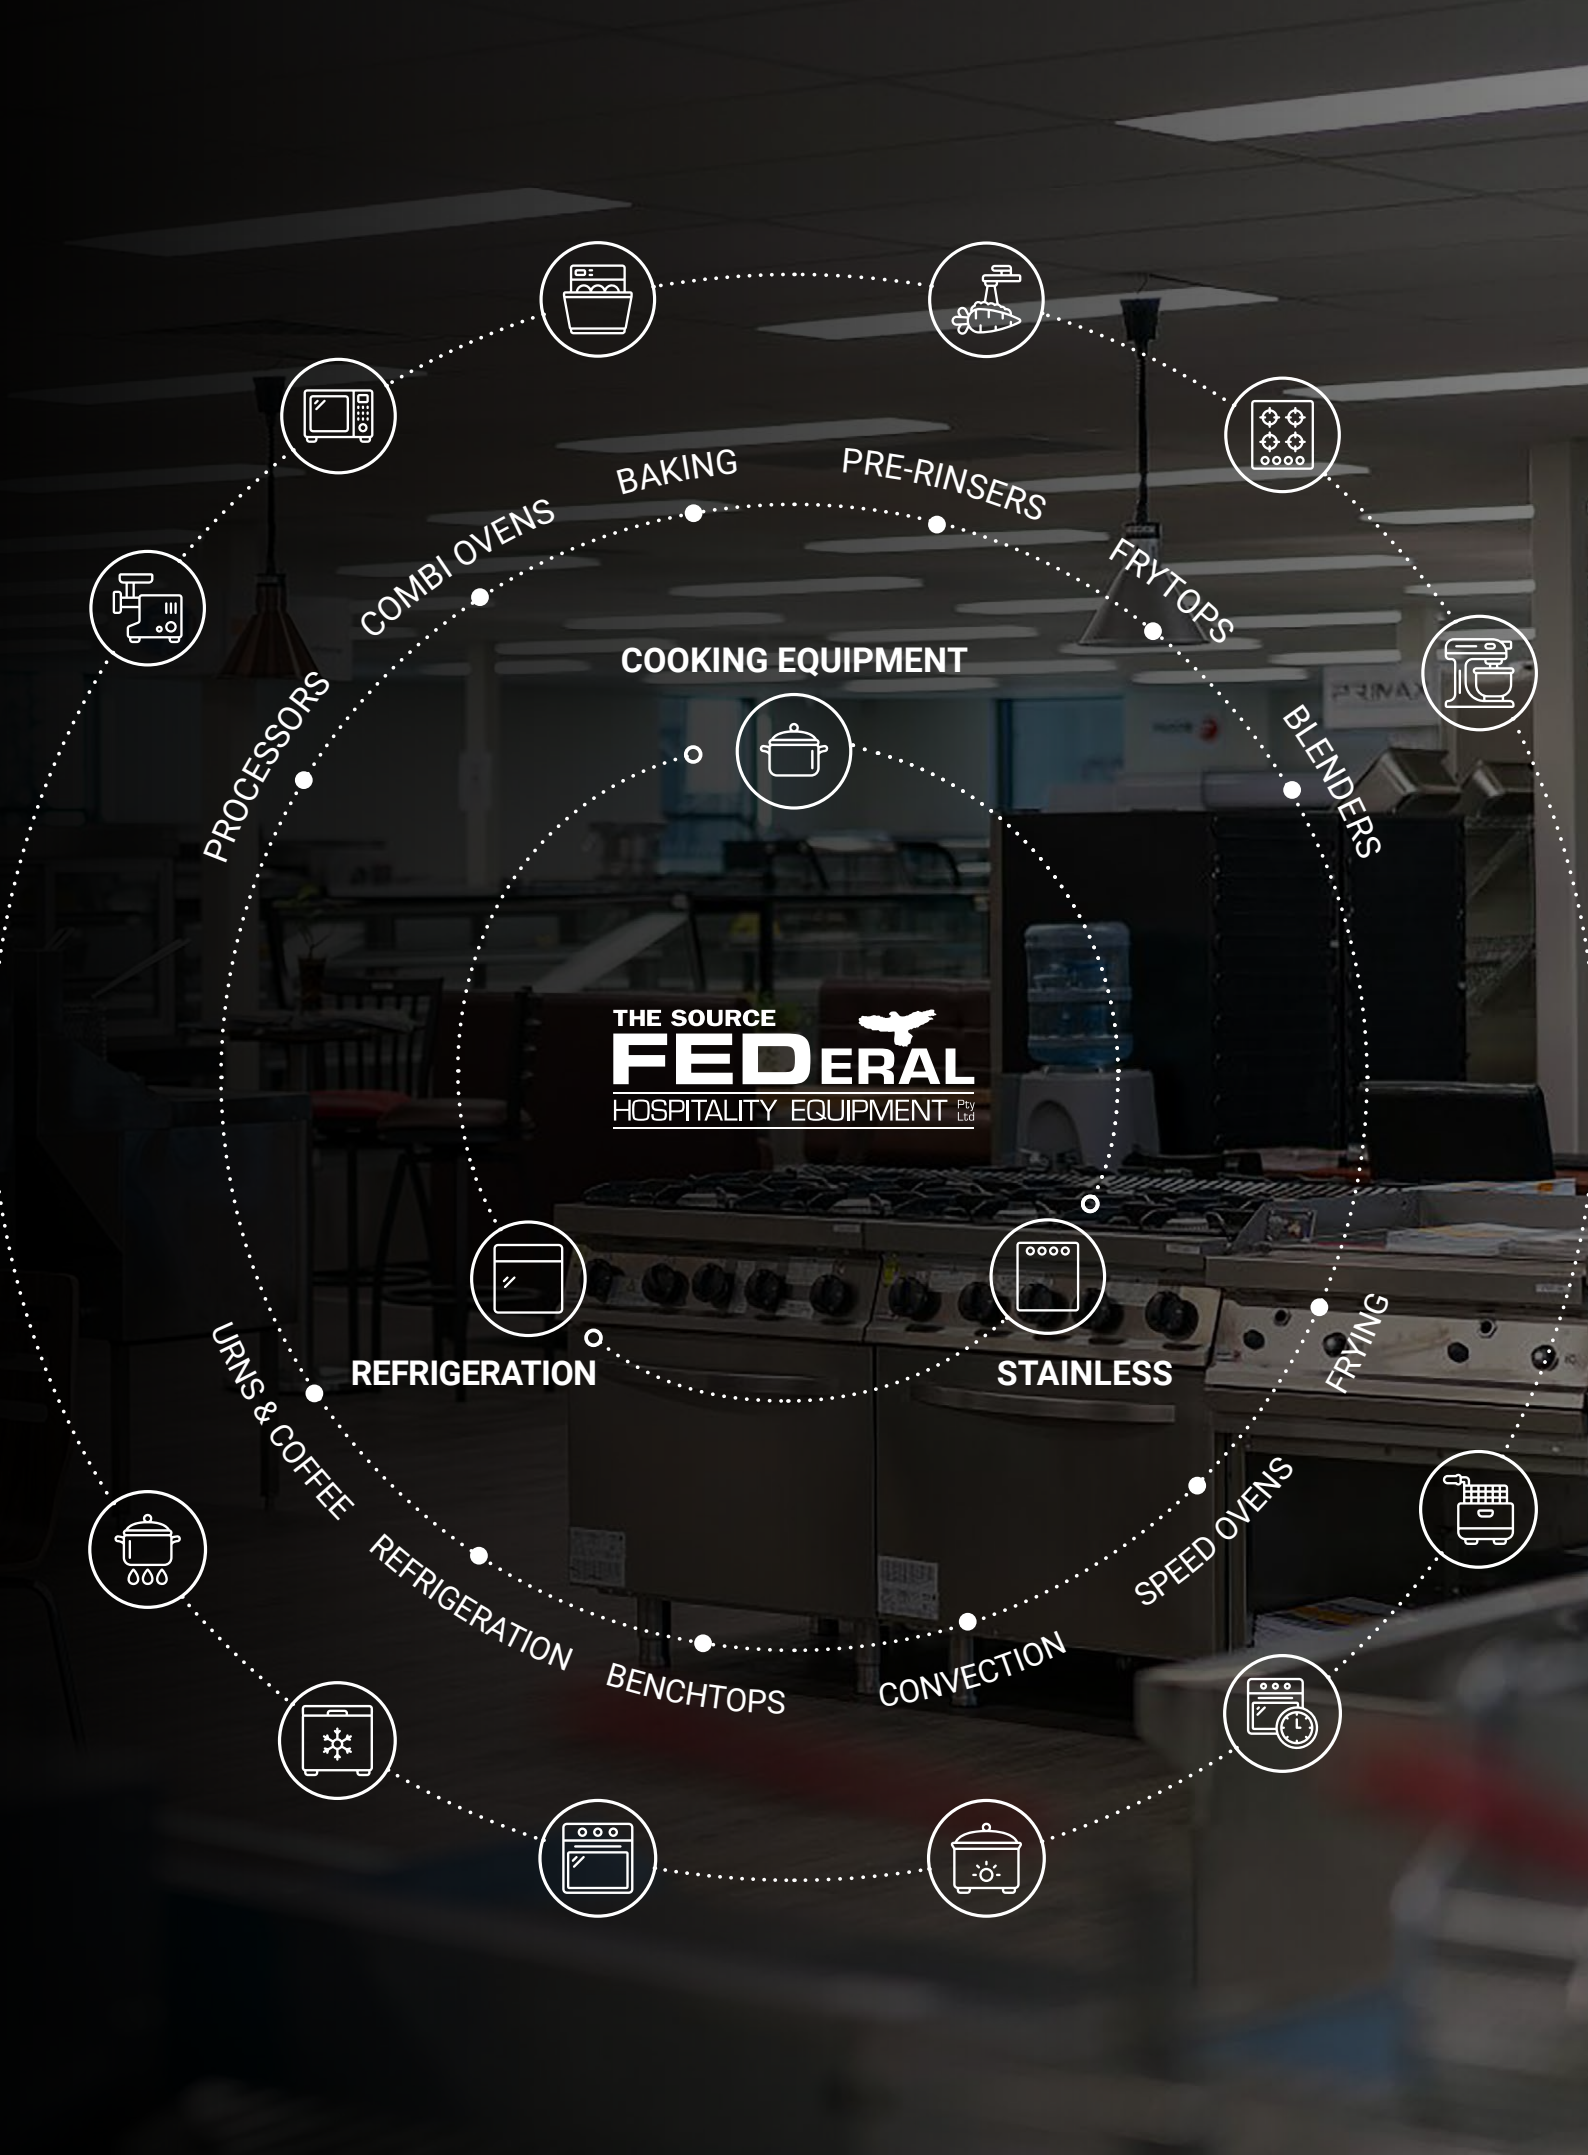 BAKING
PRE-RINSERS
COMBI OVENS
FRYTOPS
COOKING EQUIPMENT
PROCESSORS
BLENDERS
THE SOURCE
FEDERAL
HOSPITALITY EQUIPMENT Pty Ltd
FRYING
REFRIGERATION
STAINLESS
URNS & COFFEE
SPEED OVENS
REFRIGERATION
BENCHTOPS
CONVECTION